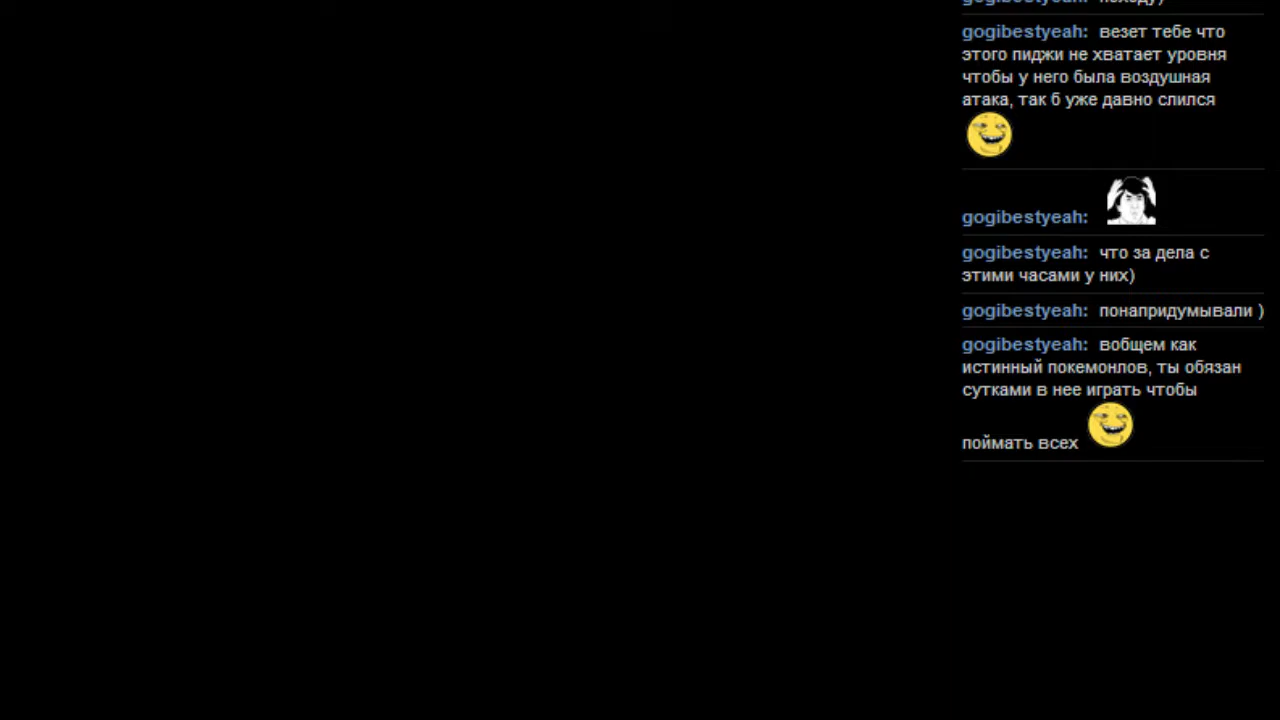 gogibestyeah: походу)
gogibestyeah: везет тебе что
этого пиджи не хватает уровня
чтобы у него была воздушная
атака, так б уже давно слился
gogibestyeah:
gogibestyeah: что за дела с
этими часами у них)
gogibestyeah: понапридумывали )
gogibestyeah: вобщем как
истинный покемонлов, ты обязан
сутками в нее играть чтобы
поймать всех